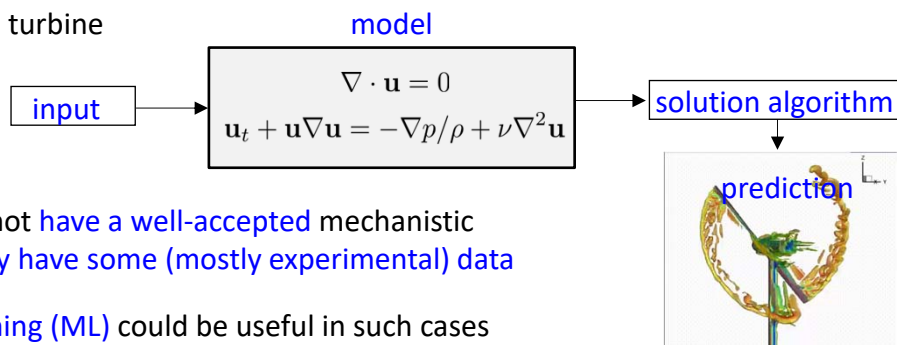 turbine
model
∇ · u = 0
input
u_t + u∇u = −∇p/ρ + ν∇²u
solution algorithm
Z
prediction
Y
not have a well-accepted mechanistic
have some (mostly experimental) data
(ML) could be useful in such cases